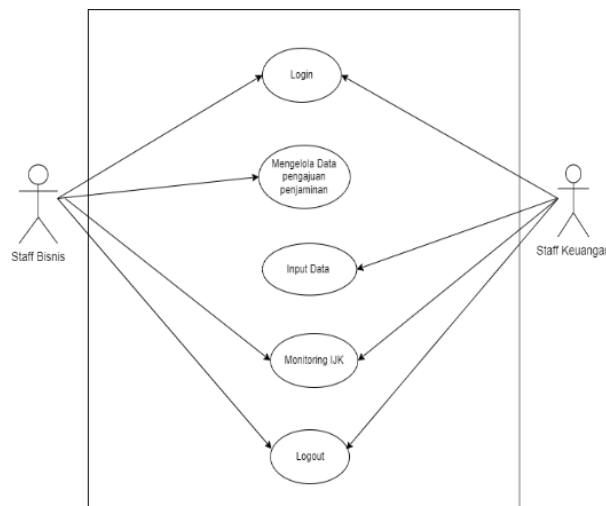 Login
Mengelola Data
pengajuan
penjaminan
Staff Bisnis
Staff Keuangan
Input Data
Monitoring IJK
Logout